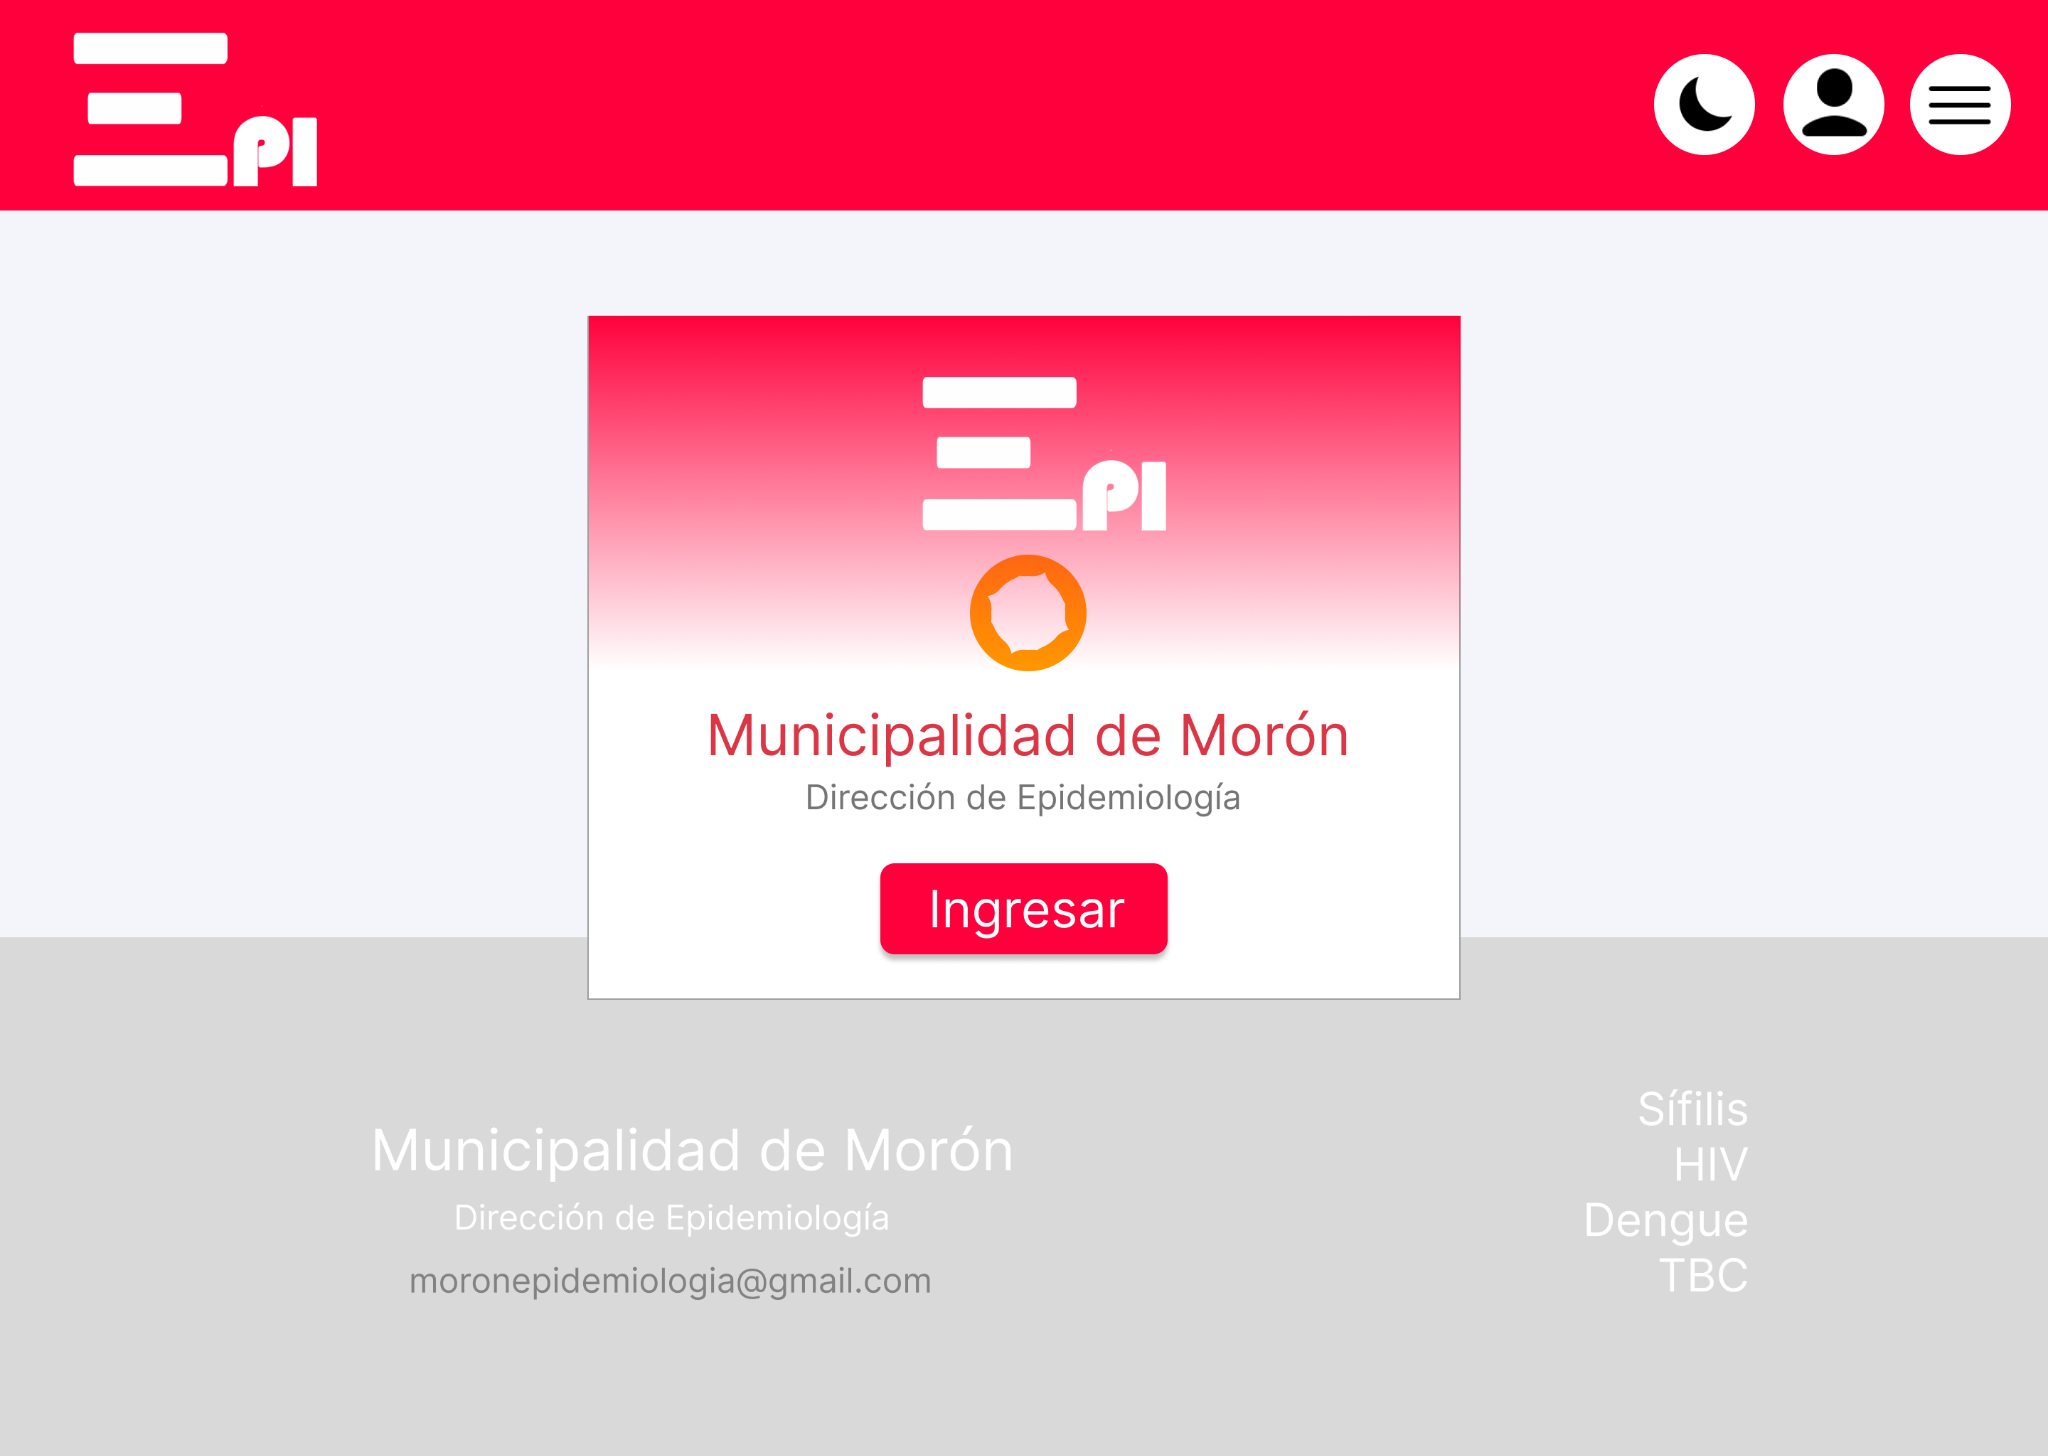 EPI
EPI
Municipalidad de Morón
Dirección de Epidemiología
Ingresar
Municipalidad de Morón
Dirección de Epidemiología
moronepidemiologia@gmail.com
Sífilis
HIV
Dengue
TBC